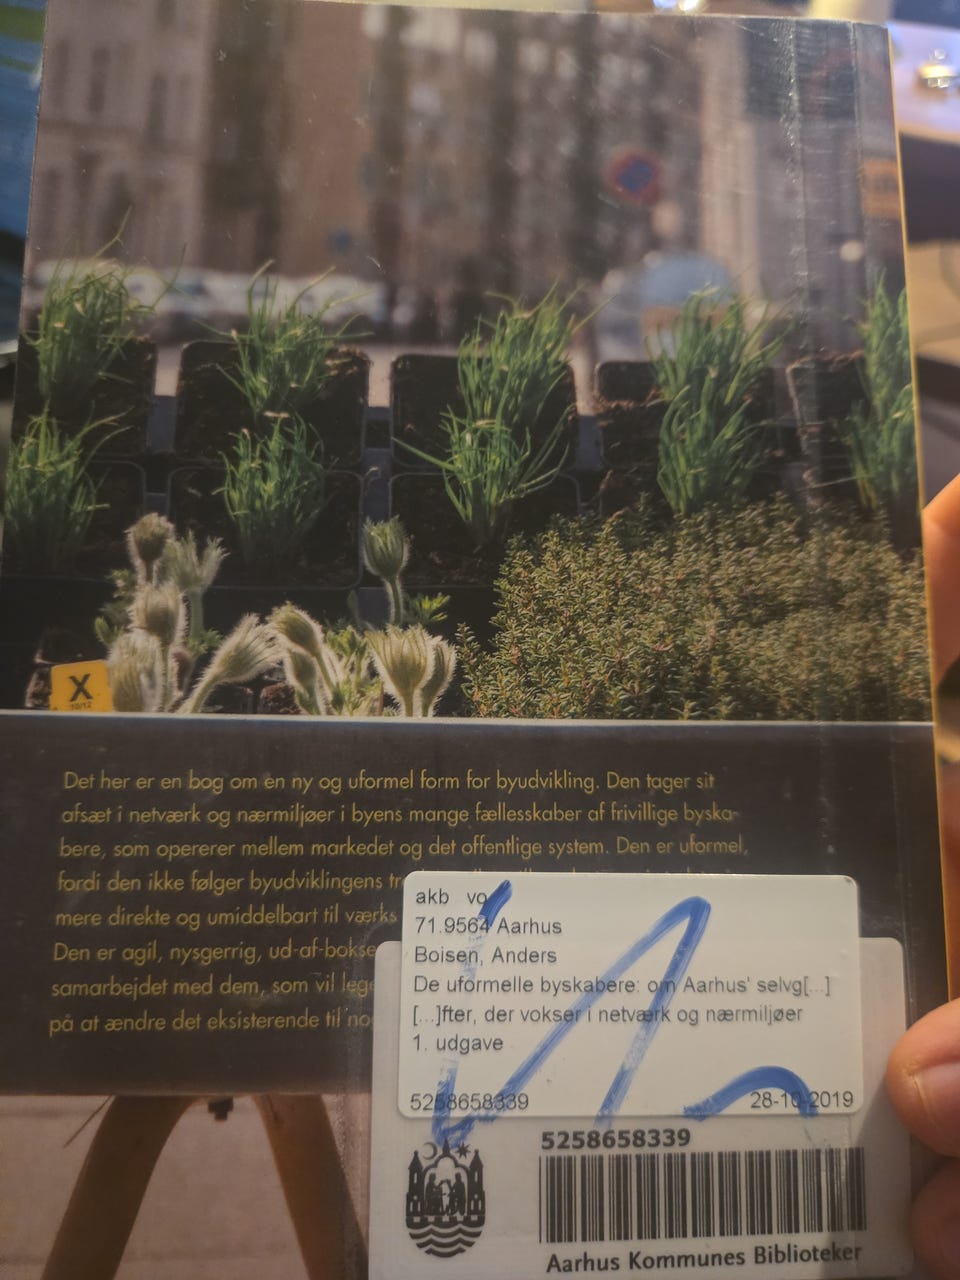 X
10/12
Det her er en bog om en ny og uformel form for byudvikling. Den tager sit
afsæt i netværk og nærmiljøer i byens mange fællesskaber af frivillige byska-
bere, som opererer mellem markedet og det offentlige system. Den er uformel,
fordi den ikke følger byudviklingens
mere direkte og umiddelbart til værks
Den er agil, nysgerrig, ud-af-bokse
samarbejdet med dem, som vil lege
på at ændre det eksisterende til no
akb vo
71.9564 Aarhus
Boisen, Anders
De uformelle byskabere: om Aarhus' selvg[...]
[...]fter, der vokser i netværk og nærmiljøer
1. udgave
5258658339 28-10-2019
5258658339
Aarhus Kommunes Biblioteker